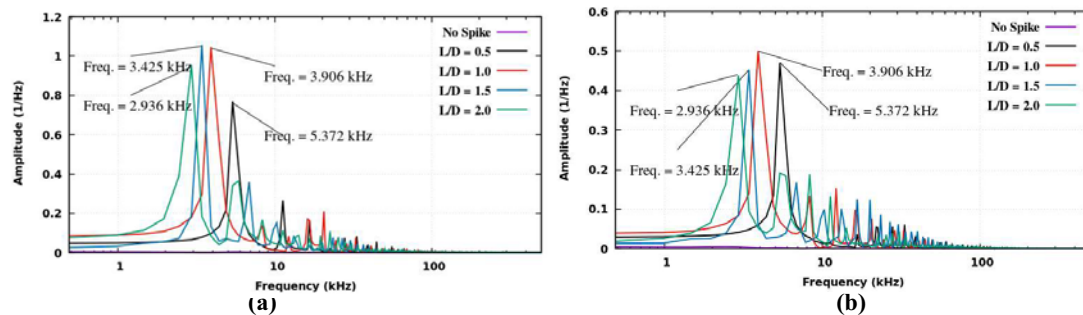 1.2
1
0.8
0.6
0.4
0.2
0
Amplitude (1/Hz)
Freq. = 3.425 kHz
Freq. = 2.936 kHz
Freq. = 3.906 kHz
Freq. = 5.372 kHz
No Spike
L/D = 0.5
L/D = 1.0
L/D = 1.5
L/D = 2.0
1 10 100
Frequency (kHz)
(a)
0.6
0.5
0.4
0.3
0.2
0.1
0
Amplitude (1/Hz)
Freq. = 2.936 kHz
Freq. = 3.425 kHz
Freq. = 3.906 kHz
Freq. = 5.372 kHz
No Spike
L/D = 0.5
L/D = 1.0
L/D = 1.5
L/D = 2.0
1 10 100
Frequency (kHz)
(b)